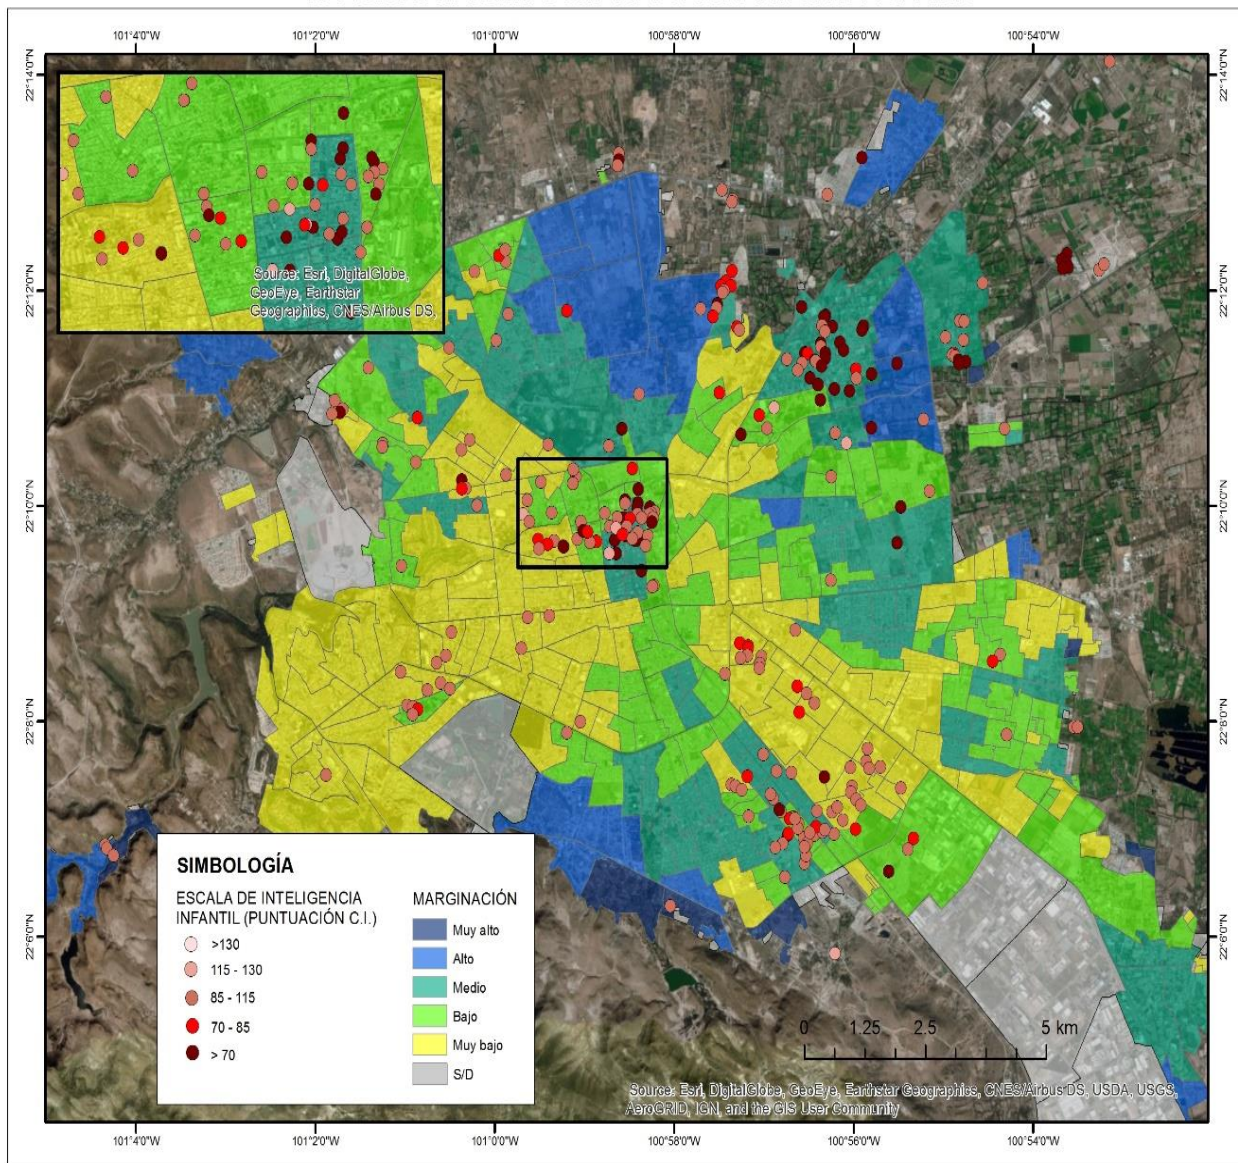 101°4'0"W 101°2'0"W 101°0'0"W 100°58'0"W 100°56'0"W 100°54'0"W
22°14'0"N 22°14'0"N
Source: Esri, DigitalGlobe,
GeoEye, Earthstar
Geographics, CNES/Airbus DS,
22°12'0"N 22°12'0"N
22°10'0"N 22°10'0"N
22°8'0"N 22°8'0"N
22°6'0"N 22°6'0"N
SIMBOLOGÍA
ESCALA DE INTELIGENCIA
INFANTIL (PUNTUACIÓN C.I.)
>130
115 - 130
85 - 115
70 - 85
> 70
MARGINACIÓN
Muy alto
Alto
Medio
Bajo
Muy bajo
S/D
0 1.25 2.5 5 km
Source: Esri, DigitalGlobe, GeoEye, Earthstar Geographics, CNES/Airbus DS, USDA, USGS,
AeroGRID, IGN, and the GIS User Community
101°4'0"W 101°2'0"W 101°0'0"W 100°58'0"W 100°56'0"W 100°54'0"W